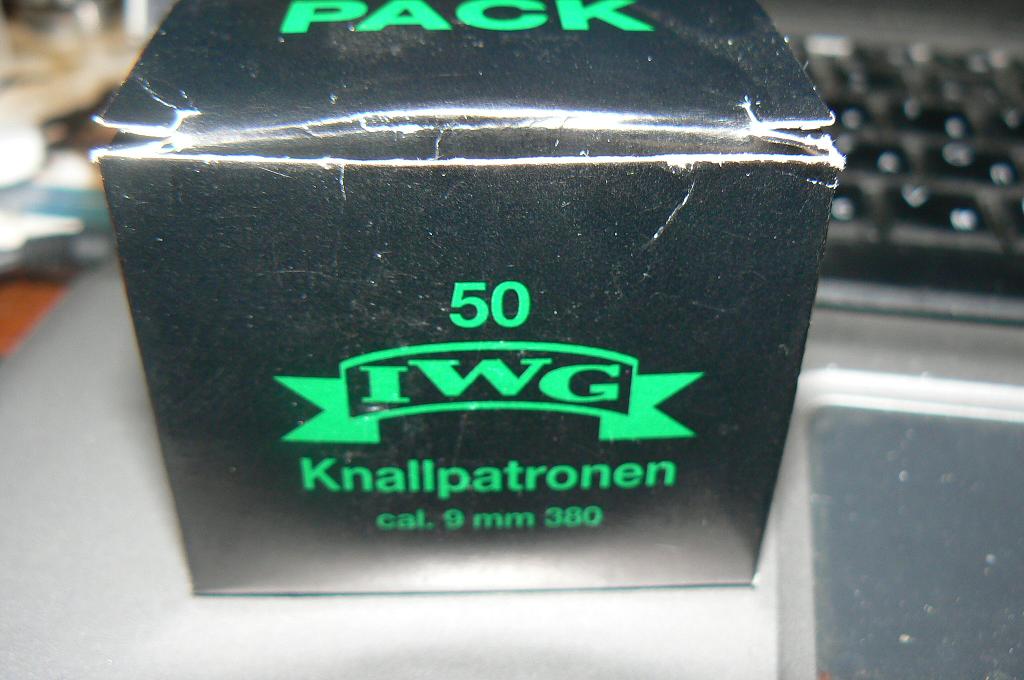 PACK
50
IWG
Knallpatronen
cal. 9 mm 380